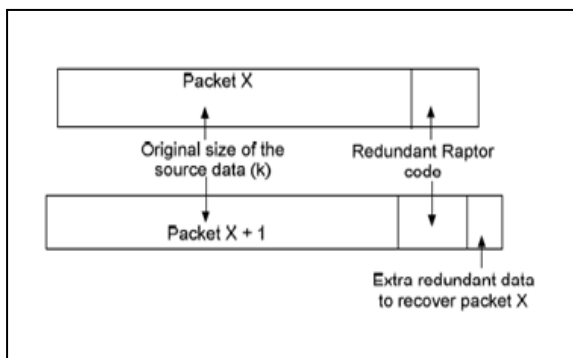 Packet X
Original size of the
source data (k)
Redundant Raptor
code
Packet X + 1
Extra redundant data
to recover packet X